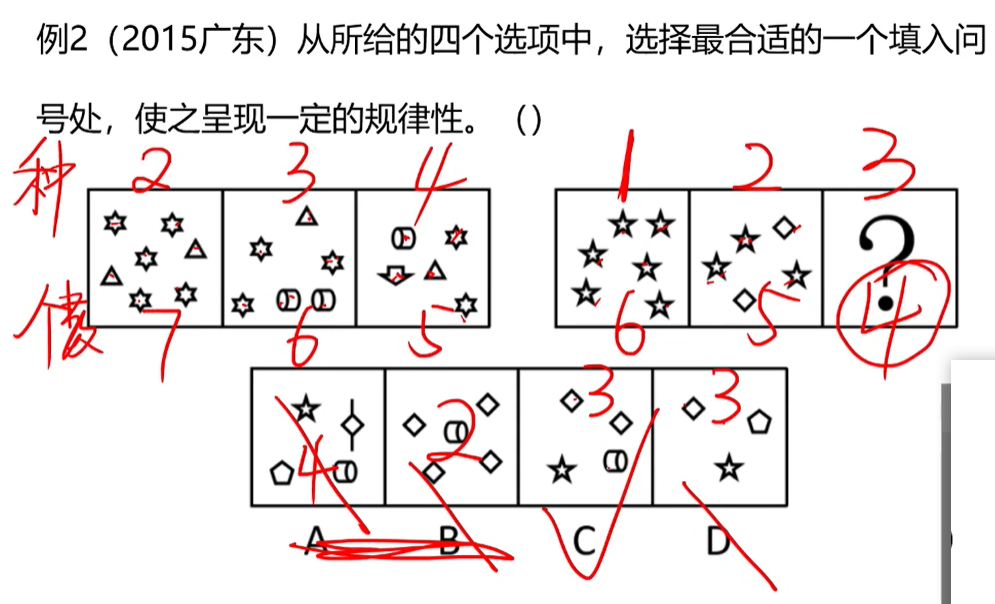 例2（2015广东）从所给的四个选项中，选择最合适的一个填入问
号处，使之呈现一定的规律性。（）
种 2 3 4 1 2 3
?
个数 7 6 5 6 5 4
4 2 3 3
A B C D